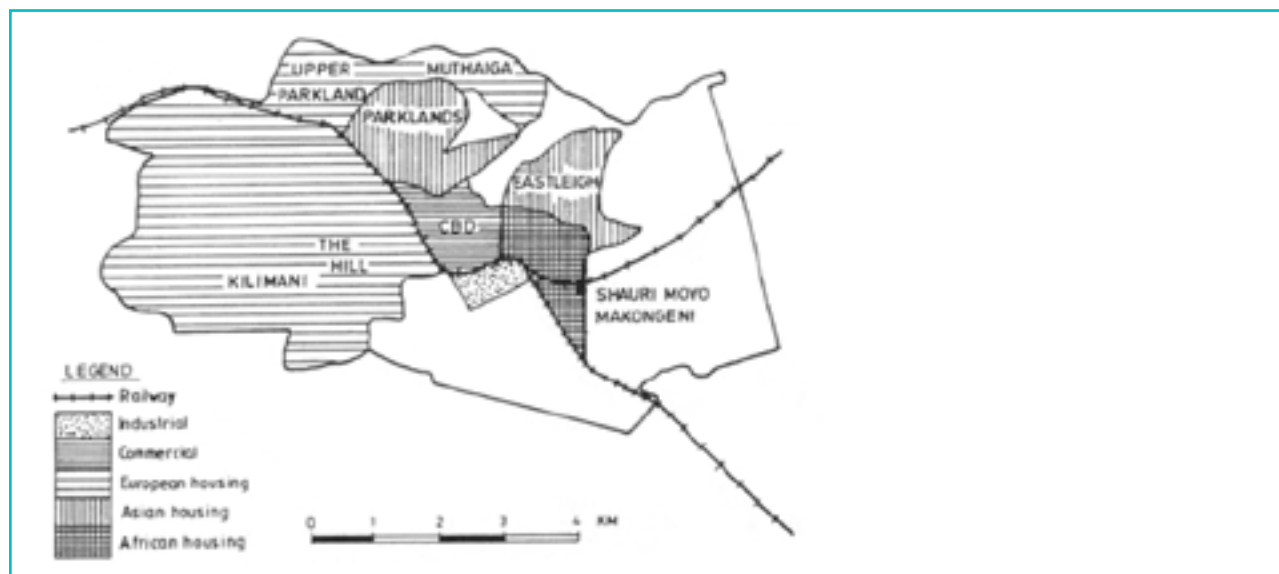 UPPER MUTHAIGA
PARKLAND
PARKLANDS
EASTLEIGH
CBD
THE
HILL
KILIMANI
SHAURI MOYO
MAKONGENI
LEGEND
Railway
Industrial
Commercial
European housing
Asian housing
African housing
0 1 2 3 4 KM